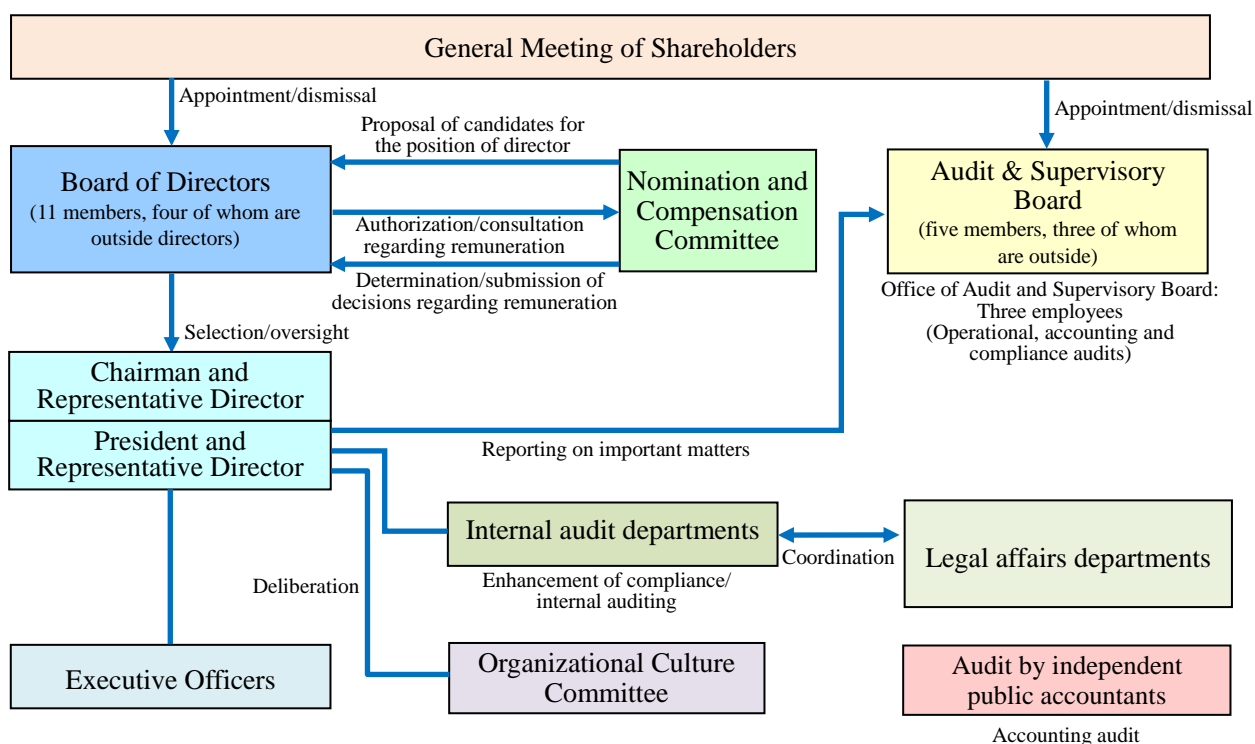 General Meeting of Shareholders
Appointment/dismissal
Appointment/dismissal
Proposal of candidates for
the position of director
Board of Directors
(11 members, four of whom are
outside directors)
Nomination and
Compensation
Committee
Audit & Supervisory
Board
(five members, three of whom
are outside)
Authorization/consultation
regarding remuneration
Determination/submission of
decisions regarding remuneration
Office of Audit and Supervisory Board:
Three employees
(Operational, accounting and
compliance audits)
Selection/oversight
Chairman and
Representative Director
President and
Representative Director
Reporting on important matters
Internal audit departments
Coordination
Legal affairs departments
Enhancement of compliance/
internal auditing
Deliberation
Executive Officers
Organizational Culture
Committee
Audit by independent
public accountants
Accounting audit